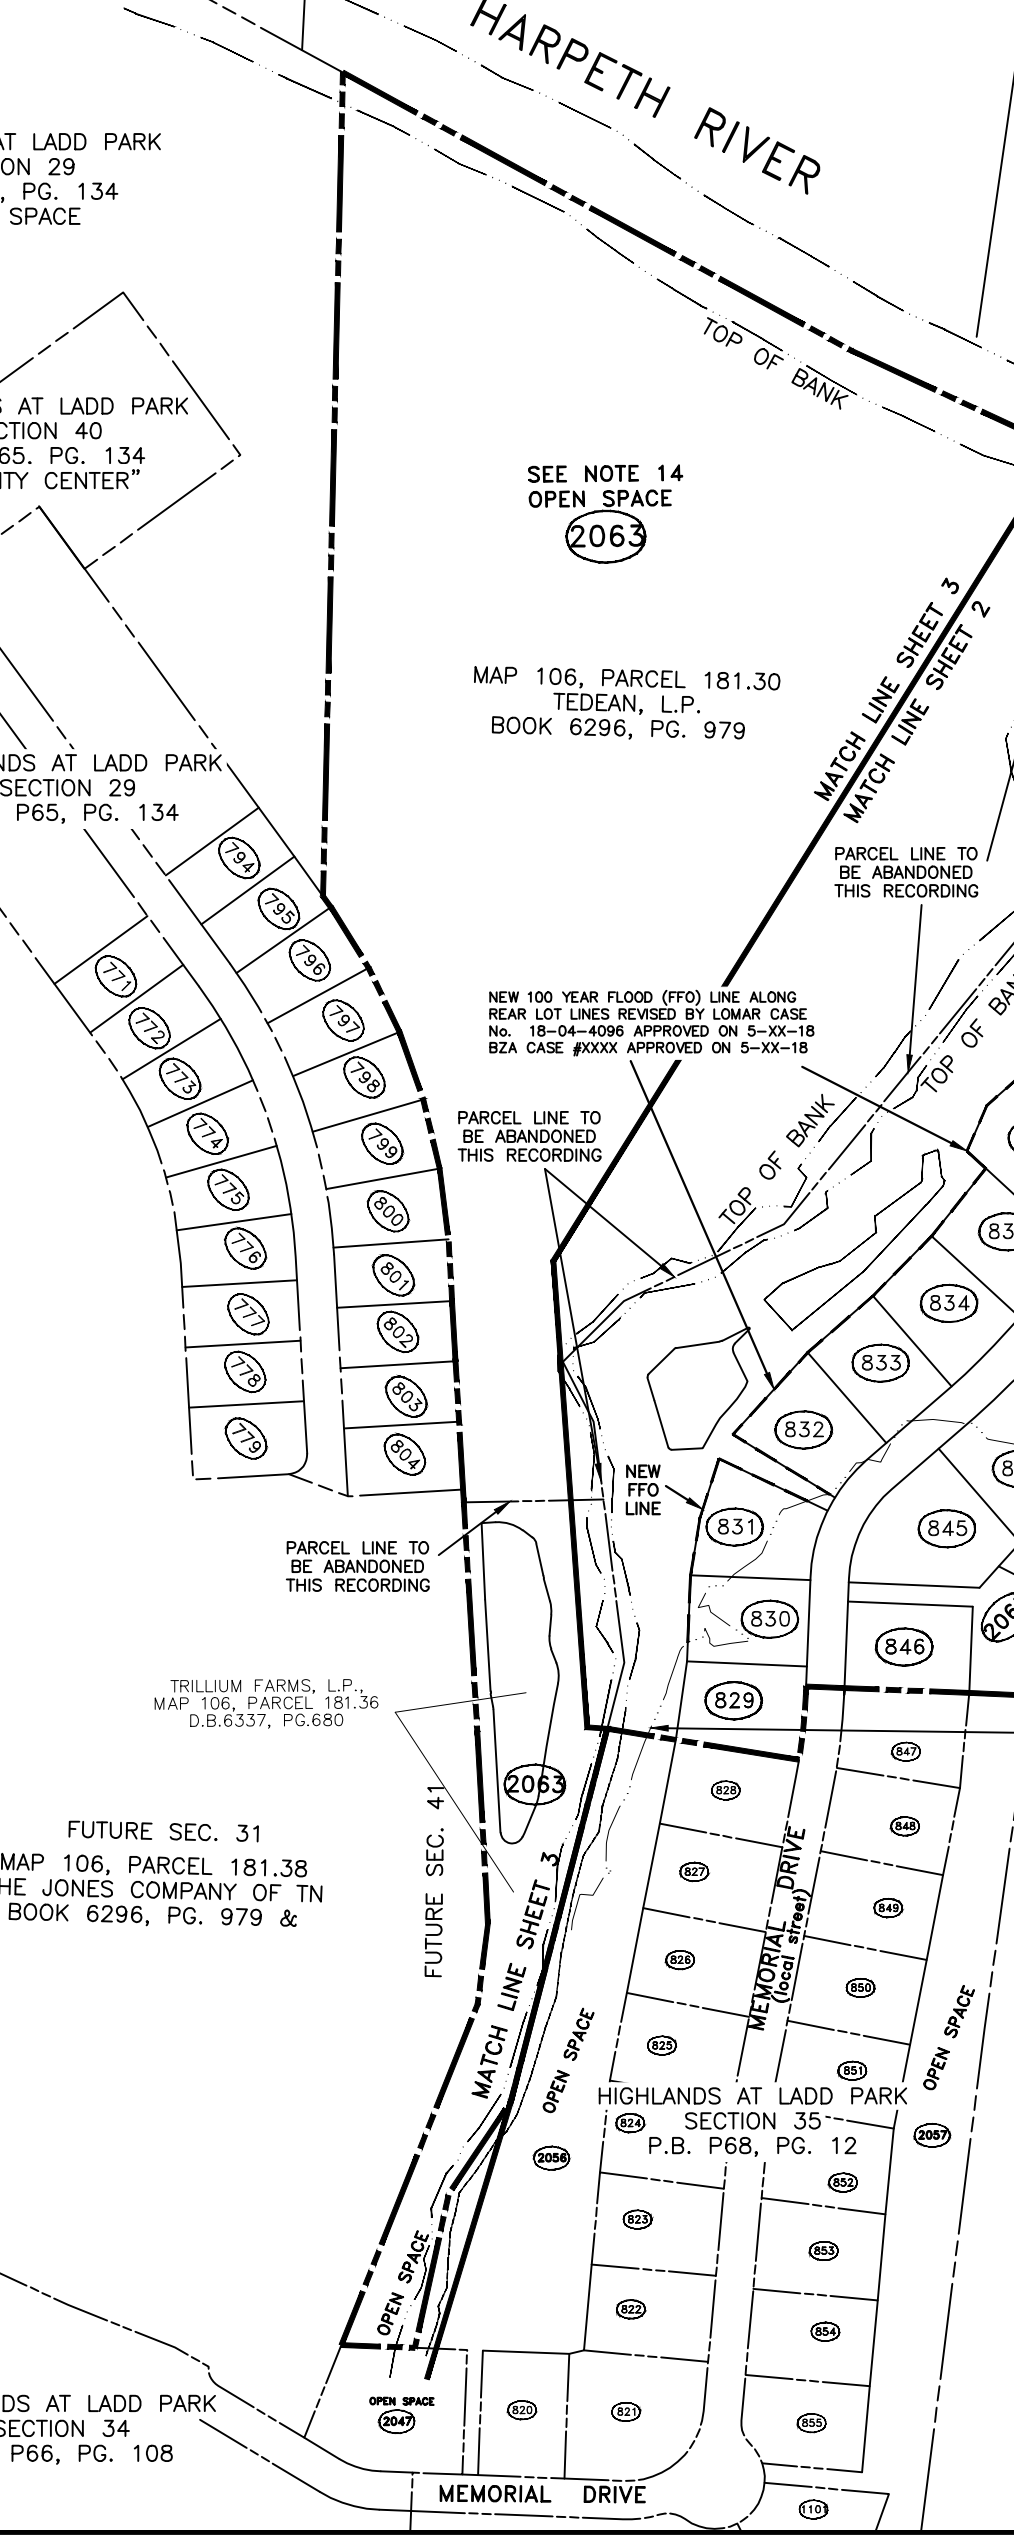 HARPETH RIVER
AT LADD PARK
ON 29
, PG. 134
SPACE
TOP OF BANK
S AT LADD PARK
CTION 40
65. PG. 134
ITY CENTER"
SEE NOTE 14
OPEN SPACE
2063
MATCH LINE SHEET 3
MATCH LINE SHEET 2
MAP 106, PARCEL 181.30
TEDEAN, L.P.
BOOK 6296, PG. 979
NDS AT LADD PARK
SECTION 29
P65, PG. 134
PARCEL LINE TO
BE ABANDONED
THIS RECORDING
794
795
796
797
798
799
800
801
802
803
804
771
772
773
774
775
776
777
778
779
NEW 100 YEAR FLOOD (FFO) LINE ALONG
REAR LOT LINES REVISED BY LOMAR CASE
No. 18-04-4096 APPROVED ON 5-XX-18
BZA CASE #XXXX APPROVED ON 5-XX-18
TOP OF BAN
TOP OF BANK
PARCEL LINE TO
BE ABANDONED
THIS RECORDING
83
834
833
832
8
NEW
FFO
LINE
831
845
PARCEL LINE TO
BE ABANDONED
THIS RECORDING
830
206
846
829
TRILLIUM FARMS, L.P.,
MAP 106, PARCEL 181.36
D.B.6337, PG.680
2063
847
828
848
827
849
826
850
825
851
824
852
823
853
822
854
820
821
855
1101
FUTURE SEC. 31
MAP 106, PARCEL 181.38
HE JONES COMPANY OF TN
BOOK 6296, PG. 979 &
FUTURE SEC. 41
MATCH LINE SHEET 3
MEMORIAL DRIVE
(local street)
OPEN SPACE
2056
OPEN SPACE
2057
HIGHLANDS AT LADD PARK
SECTION 35
P.B. P68, PG. 12
OPEN SPACE
OPEN SPACE
2047
NDS AT LADD PARK
SECTION 34
P66, PG. 108
MEMORIAL DRIVE